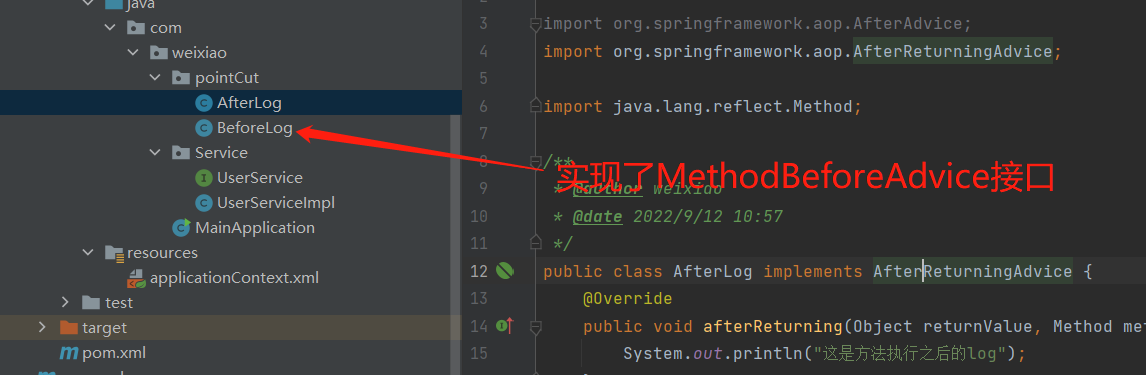 java
com
weixiao
pointCut
AfterLog
BeforeLog
Service
UserService
UserServiceImpl
MainApplication
resources
applicationContext.xml
test
target
pom.xml
3 import org.springframework.aop.AfterAdvice;
4 import org.springframework.aop.AfterReturningAdvice;
5
6 import java.lang.reflect.Method;
7
8 /**
实现了MethodBeforeAdvice接口
9 * @author weixiao
10 * @date 2022/9/12 10:57
11 */
12 public class AfterLog implements AfterReturningAdvice {
13 @Override
14 public void afterReturning(Object returnValue, Method me
15 System.out.println("这是方法执行之后的log");